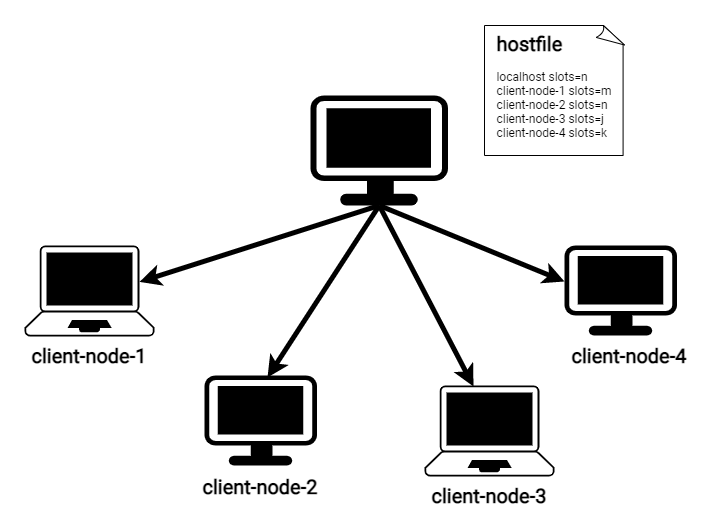 hostfile
localhost slots=n
client-node-1 slots=m
client-node-2 slots=n
client-node-3 slots=j
client-node-4 slots=k
client-node-1
client-node-4
client-node-2
client-node-3